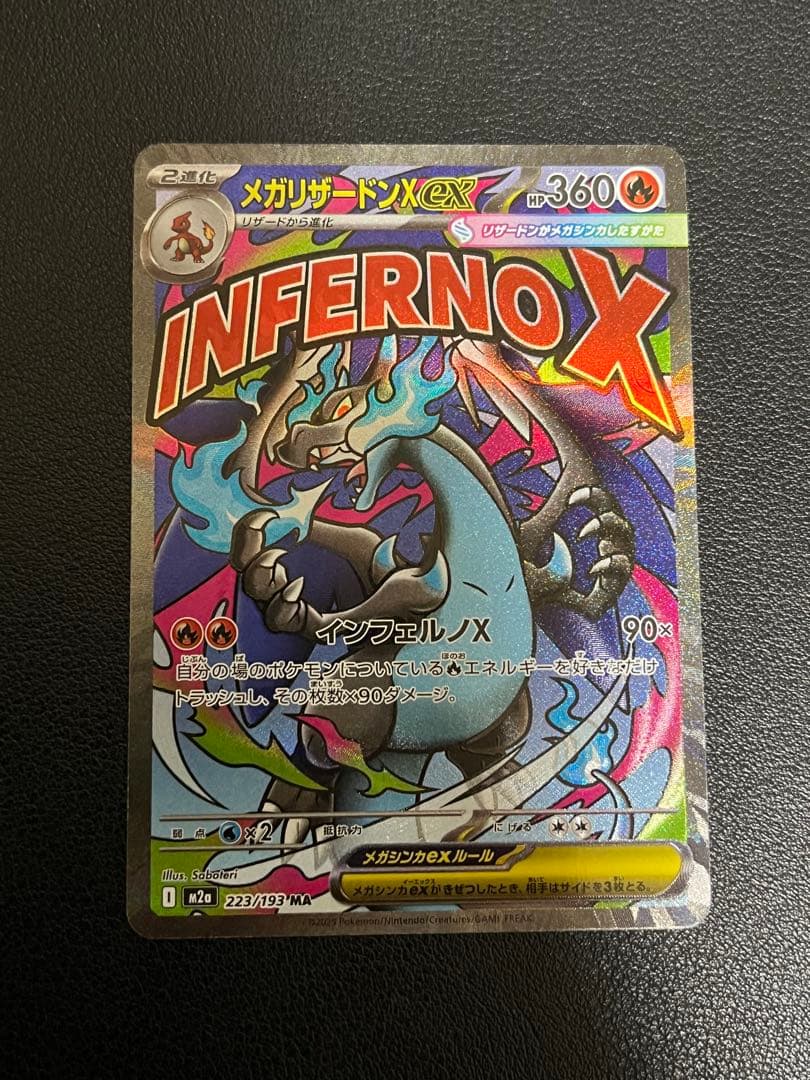 2進化
メガリザードンXex
HP360
リザードから進化
リザードンがメガシンカしたすがた
INFERNO X
インフェルノX 90×
自分の場のポケモンについているエネルギーを好きなだけ
トラッシュし、その枚数×90ダメージ。
弱点 ×2 抵抗力 にげる
メガシンカexルール
メガシンカexがきぜつしたとき、相手はサイドを3枚とる。
Illus. Saboteri
I M2a 223/193 MA
©2025 Pokémon/Nintendo/Creatures/GAME FREAK